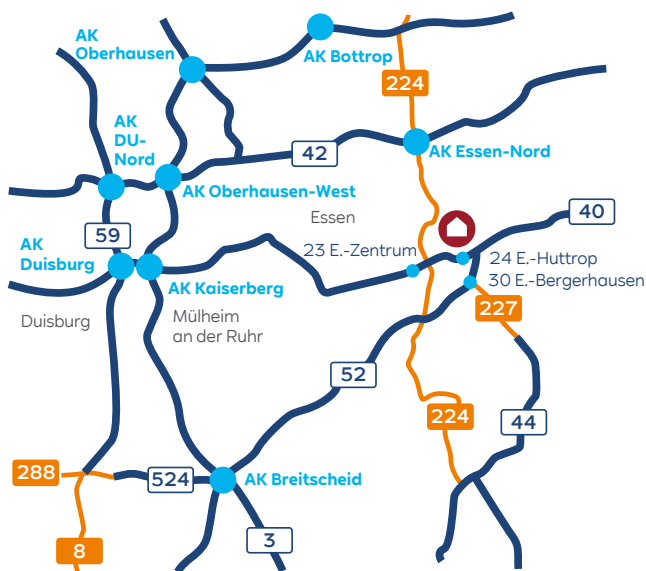 AK
Oberhausen
AK Bottrop
224
AK
DU-
Nord
42
AK Essen-Nord
AK Oberhausen-West
Essen
40
59
23 E.-Zentrum
24 E.-Huttrop
AK
Duisburg
30 E.-Bergerhausen
AK Kaiserberg
227
Duisburg
Mülheim
an der Ruhr
52
224
44
288
524
AK Breitscheid
3
8